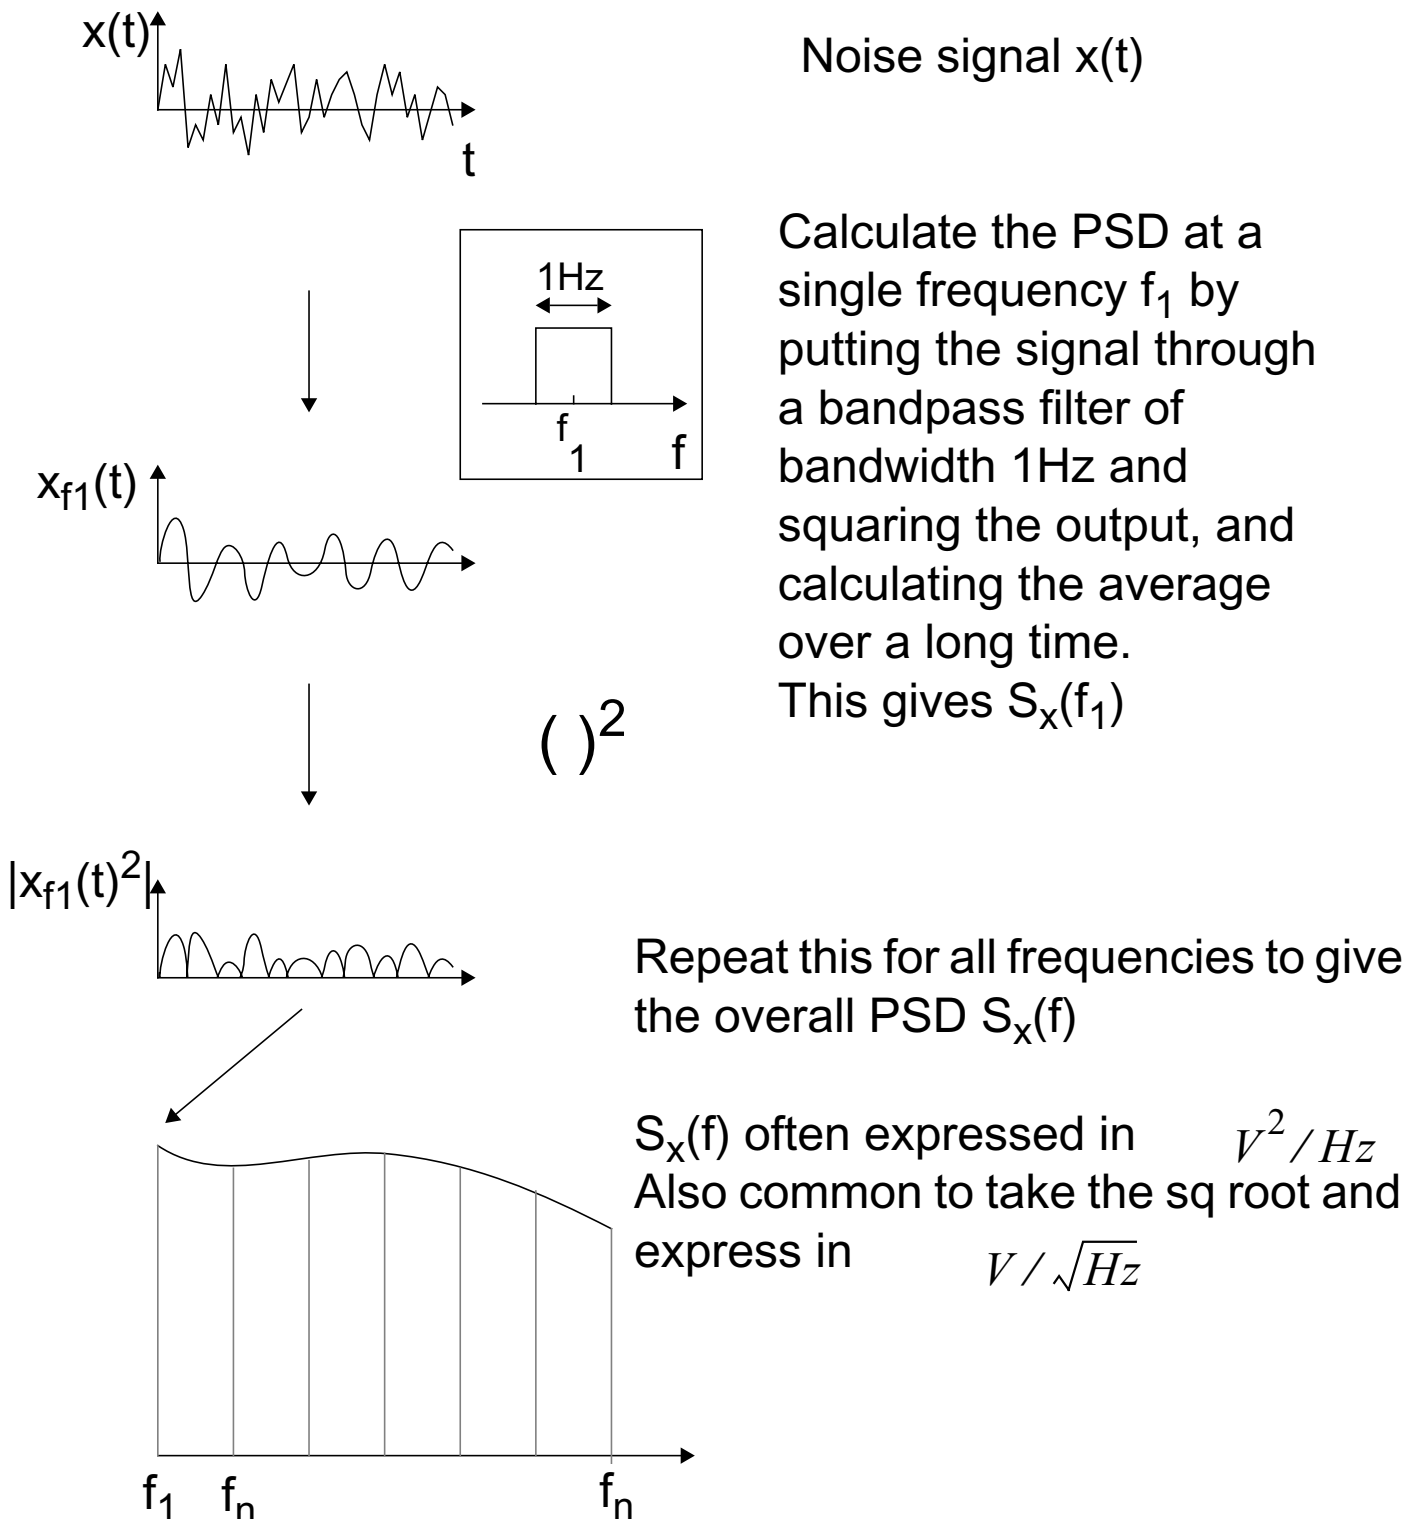 x(t)
Noise signal x(t)
t
1Hz
f1
f
Calculate the PSD at a
single frequency f1 by
putting the signal through
a bandpass filter of
bandwidth 1Hz and
squaring the output, and
calculating the average
over a long time.
This gives Sx(f1)
xf1(t)
( )²
|xf1(t)²|
Repeat this for all frequencies to give
the overall PSD Sx(f)
Sx(f) often expressed in V²/Hz
Also common to take the sq root and
express in V/√Hz
f1 fn fn